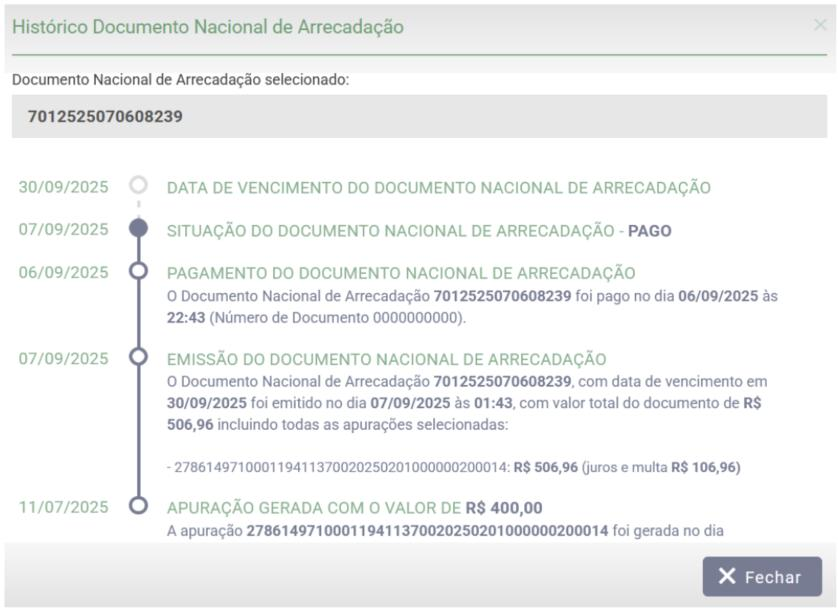 Histórico Documento Nacional de Arrecadação
Documento Nacional de Arrecadação selecionado:
7012525070608239
30/09/2025 DATA DE VENCIMENTO DO DOCUMENTO NACIONAL DE ARRECADAÇÃO
07/09/2025 SITUAÇÃO DO DOCUMENTO NACIONAL DE ARRECADAÇÃO - PAGO
06/09/2025 PAGAMENTO DO DOCUMENTO NACIONAL DE ARRECADAÇÃO
O Documento Nacional de Arrecadação 7012525070608239 foi pago no dia 06/09/2025 às
22:43 (Número de Documento 0000000000).
07/09/2025 EMISSÃO DO DOCUMENTO NACIONAL DE ARRECADAÇÃO
O Documento Nacional de Arrecadação 7012525070608239, com data de vencimento em
30/09/2025 foi emitido no dia 07/09/2025 às 01:43, com valor total do documento de R$
506,96 incluindo todas as apurações selecionadas:
- 27861497100011941137002025020100000​0200014: R$ 506,96 (juros e multa R$ 106,96)
11/07/2025 APURAÇÃO GERADA COM O VALOR DE R$ 400,00
A apuração 278614971000119411370020250201000000200014 foi gerada no dia
Fechar